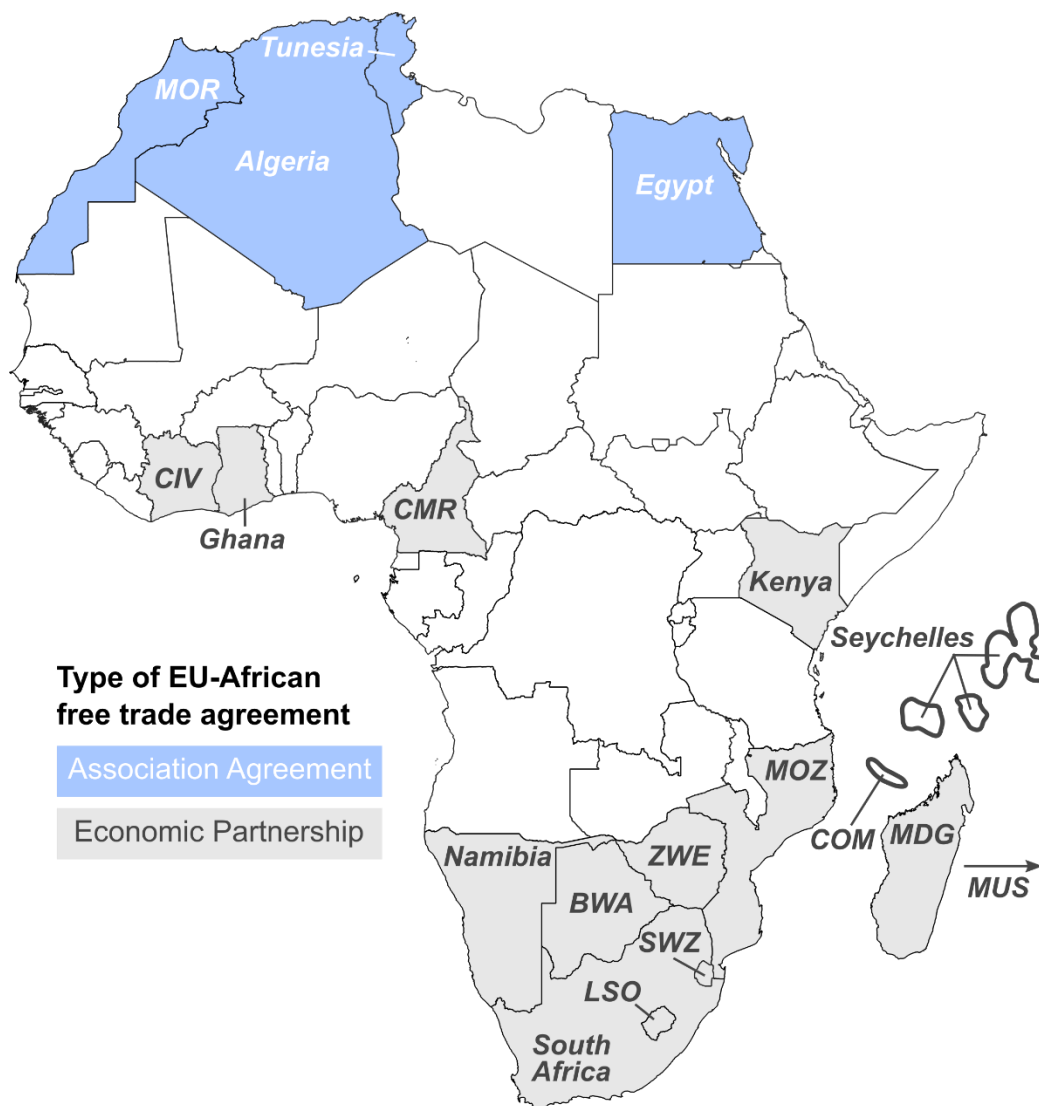 Tunesia
MOR
Algeria
Egypt
CIV
Ghana
CMR
Kenya
Seychelles
Type of EU-African
free trade agreement
Association Agreement
Economic Partnership
MOZ
COM
MDG
MUS
Namibia
ZWE
BWA
SWZ
LSO
South
Africa